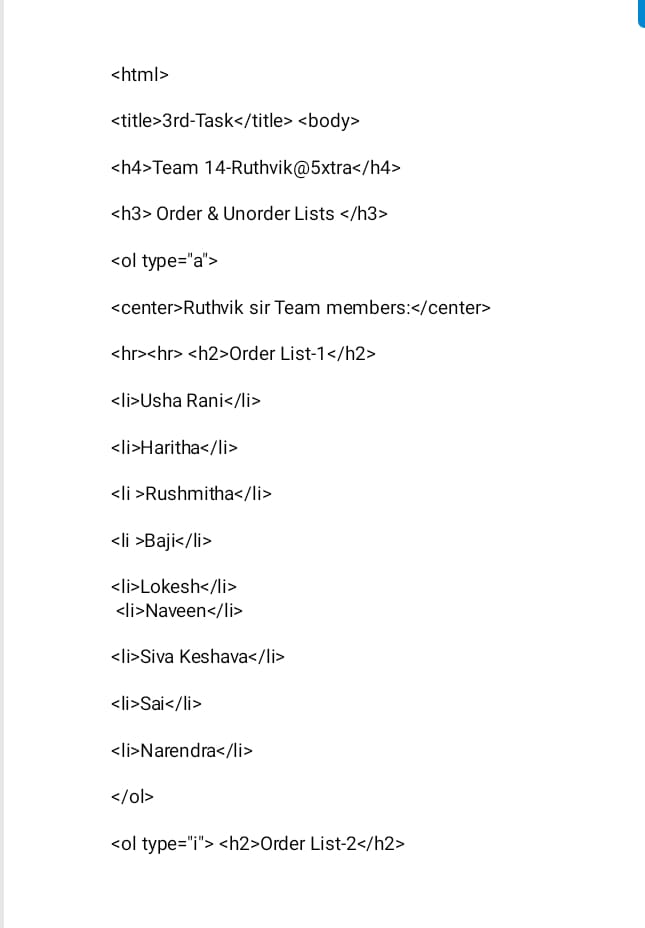 <html>
<title>3rd-Task</title> <body>
<h4>Team 14-Ruthvik@5xtra</h4>
<h3> Order & Unorder Lists </h3>
<ol type="a">
<center>Ruthvik sir Team members:</center>
<hr><hr> <h2>Order List-1</h2>
<li>Usha Rani</li>
<li>Haritha</li>
<li >Rushmitha</li>
<li >Baji</li>
<li>Lokesh</li>
<li>Naveen</li>
<li>Siva Keshava</li>
<li>Sai</li>
<li>Narendra</li>
</ol>
<ol type="i"> <h2>Order List-2</h2>